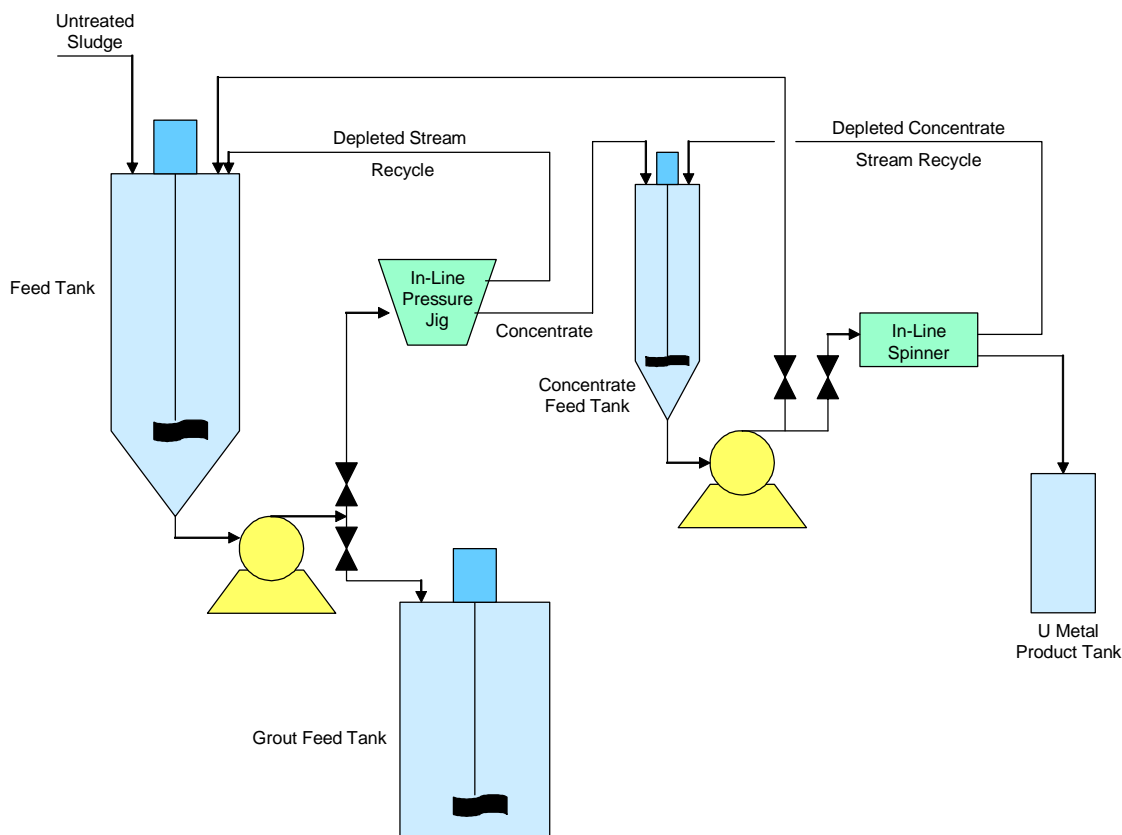 Untreated
Sludge
Depleted Stream
Recycle
Depleted Concentrate
Stream Recycle
Feed Tank
In-Line
Pressure
Jig
Concentrate
In-Line
Spinner
Concentrate
Feed Tank
U Metal
Product Tank
Grout Feed Tank